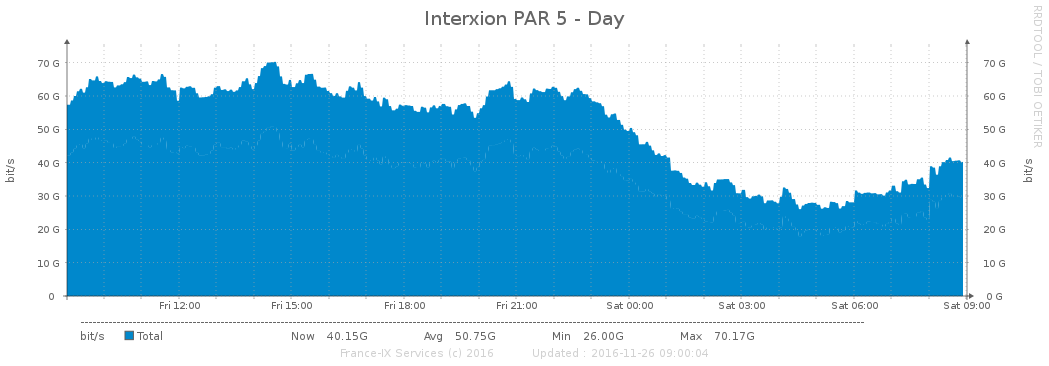 Interxion PAR 5 - Day
RRDTOOL / TOBI OETIKER
bit/s
bit/s
70 G
60 G
50 G
40 G
30 G
20 G
10 G
0
70 G
60 G
50 G
40 G
30 G
20 G
10 G
0 G
Fri 12:00 Fri 15:00 Fri 18:00 Fri 21:00 Sat 00:00 Sat 03:00 Sat 06:00 Sat 09:00
bit/s Total Now 40.15G Avg 50.75G Min 26.00G Max 70.17G
France-IX Services (c) 2016 Updated : 2016-11-26 09:00:04